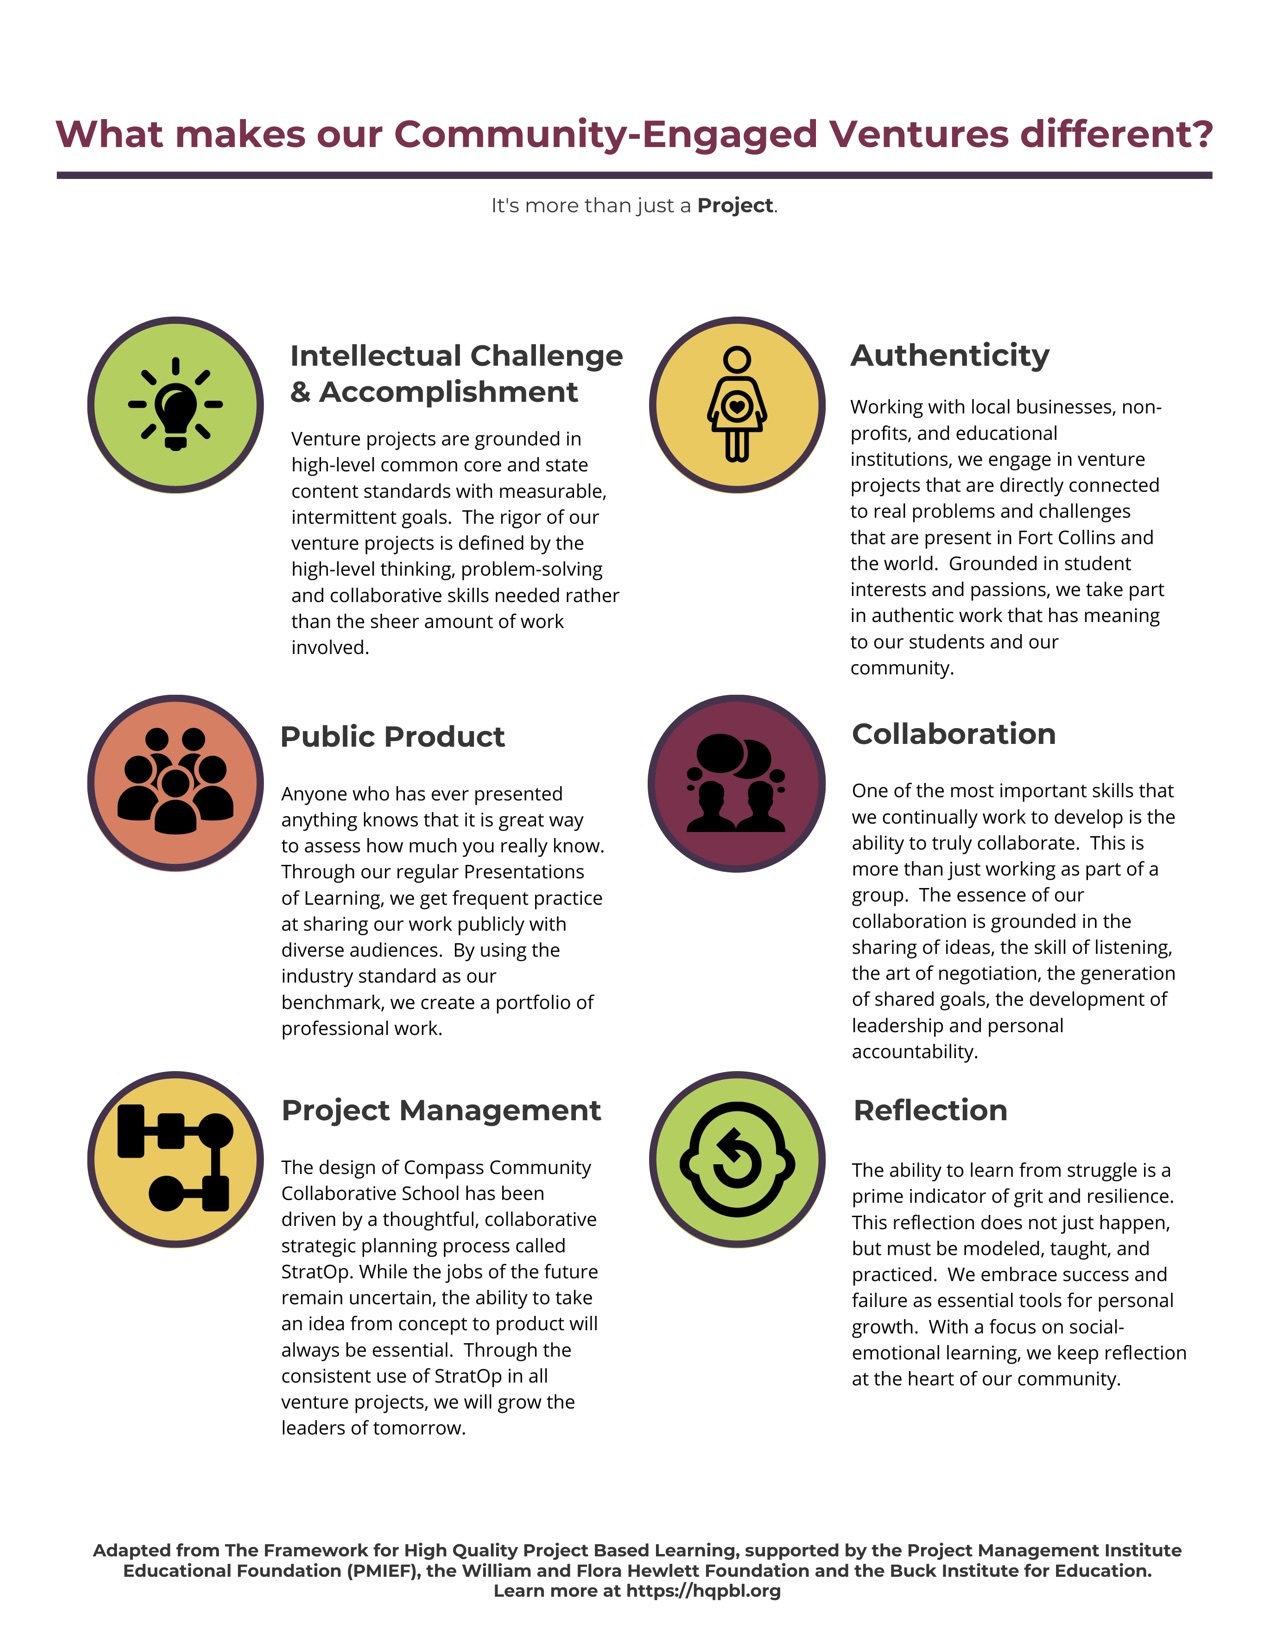 What makes our Community-Engaged Ventures different?
It's more than just a Project.
Intellectual Challenge
& Accomplishment
Venture projects are grounded in
high-level common core and state
content standards with measurable,
intermittent goals.  The rigor of our
venture projects is defined by the
high-level thinking, problem-solving
and collaborative skills needed rather
than the sheer amount of work
involved.
Authenticity
Working with local businesses, non-
profits, and educational
institutions, we engage in venture
projects that are directly connected
to real problems and challenges
that are present in Fort Collins and
the world.  Grounded in student
interests and passions, we take part
in authentic work that has meaning
to our students and our
community.
Public Product
Anyone who has ever presented
anything knows that it is great way
to assess how much you really know.
Through our regular Presentations
of Learning, we get frequent practice
at sharing our work publicly with
diverse audiences.  By using the
industry standard as our
benchmark, we create a portfolio of
professional work.
Collaboration
One of the most important skills that
we continually work to develop is the
ability to truly collaborate.  This is
more than just working as part of a
group.  The essence of our
collaboration is grounded in the
sharing of ideas, the skill of listening,
the art of negotiation, the generation
of shared goals, the development of
leadership and personal
accountability.
Project Management
The design of Compass Community
Collaborative School has been
driven by a thoughtful, collaborative
strategic planning process called
StratOp. While the jobs of the future
remain uncertain, the ability to take
an idea from concept to product will
always be essential.  Through the
consistent use of StratOp in all
venture projects, we will grow the
leaders of tomorrow.
Reflection
The ability to learn from struggle is a
prime indicator of grit and resilience.
This reflection does not just happen,
but must be modeled, taught, and
practiced.  We embrace success and
failure as essential tools for personal
growth.  With a focus on social-
emotional learning, we keep reflection
at the heart of our community.
Adapted from The Framework for High Quality Project Based Learning, supported by the Project Management Institute
Educational Foundation (PMIEF), the William and Flora Hewlett Foundation and the Buck Institute for Education.
Learn more at https://hqpbl.org